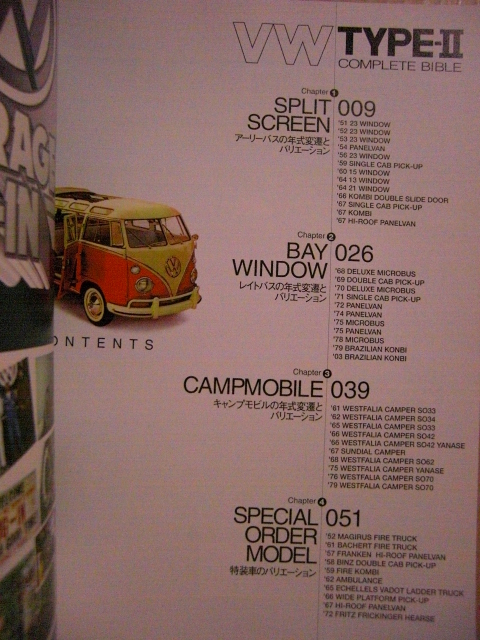 VW TYPE-II
COMPLETE BIBLE
RAGE
EIN
CONTENTS
Chapter 1
SPLIT SCREEN 009
アーリーバスの年式変遷と
バリエーション
'51 23 WINDOW
'52 23 WINDOW
'53 23 WINDOW
'54 PANELVAN
'55 23 WINDOW
'59 SINGLE CAB PICK-UP
'60 15 WINDOW
'64 13 WINDOW
'64 21 WINDOW
'66 KOMBI DOUBLE SLIDE DOOR
'67 SINGLE CAB PICK-UP
'67 KOMBI
'67 HI-ROOF PANELVAN
Chapter 2
BAY WINDOW 026
レイトバスの年式変遷と
バリエーション
'68 DELUXE MICROBUS
'69 DOUBLE CAB PICK-UP
'70 DELUXE MICROBUS
'71 SINGLE CAB PICK-UP
'72 PANELVAN
'74 PANELVAN
'75 MICROBUS
'75 PANELVAN
'78 MICROBUS
'79 BRAZILIAN KONBI
'03 BRAZILIAN KONBI
Chapter 3
CAMPMOBILE 039
キャンプモビルの年式変遷と
バリエーション
'61 WESTFALIA CAMPER SO33
'62 WESTFALIA CAMPER SO34
'65 WESTFALIA CAMPER SO33
'66 WESTFALIA CAMPER SO42
'66 WESTFALIA CAMPER SO42 YANASE
'67 SUNDIAL CAMPER
'68 WESTFALIA CAMPER SO62
'75 WESTFALIA CAMPER YANASE
'76 WESTFALIA CAMPER SO70
'79 WESTFALIA CAMPER SO70
Chapter 4
SPECIAL ORDER MODEL 051
特装車のバリエーション
'52 MAGIRUS FIRE TRUCK
'61 BACHERT FIRE TRUCK
'57 FRANKEN HI-ROOF PANELVAN
'58 BINZ DOUBLE CAB PICK-UP
'59 FIRE KOMBI
'62 AMBULANCE
'65 ECHELLELS VADOT LADDER TRUCK
'66 WIDE PLATFORM PICK-UP
'67 HI-ROOF PANELVAN
'72 FRITZ FRICKINGER HEARSE